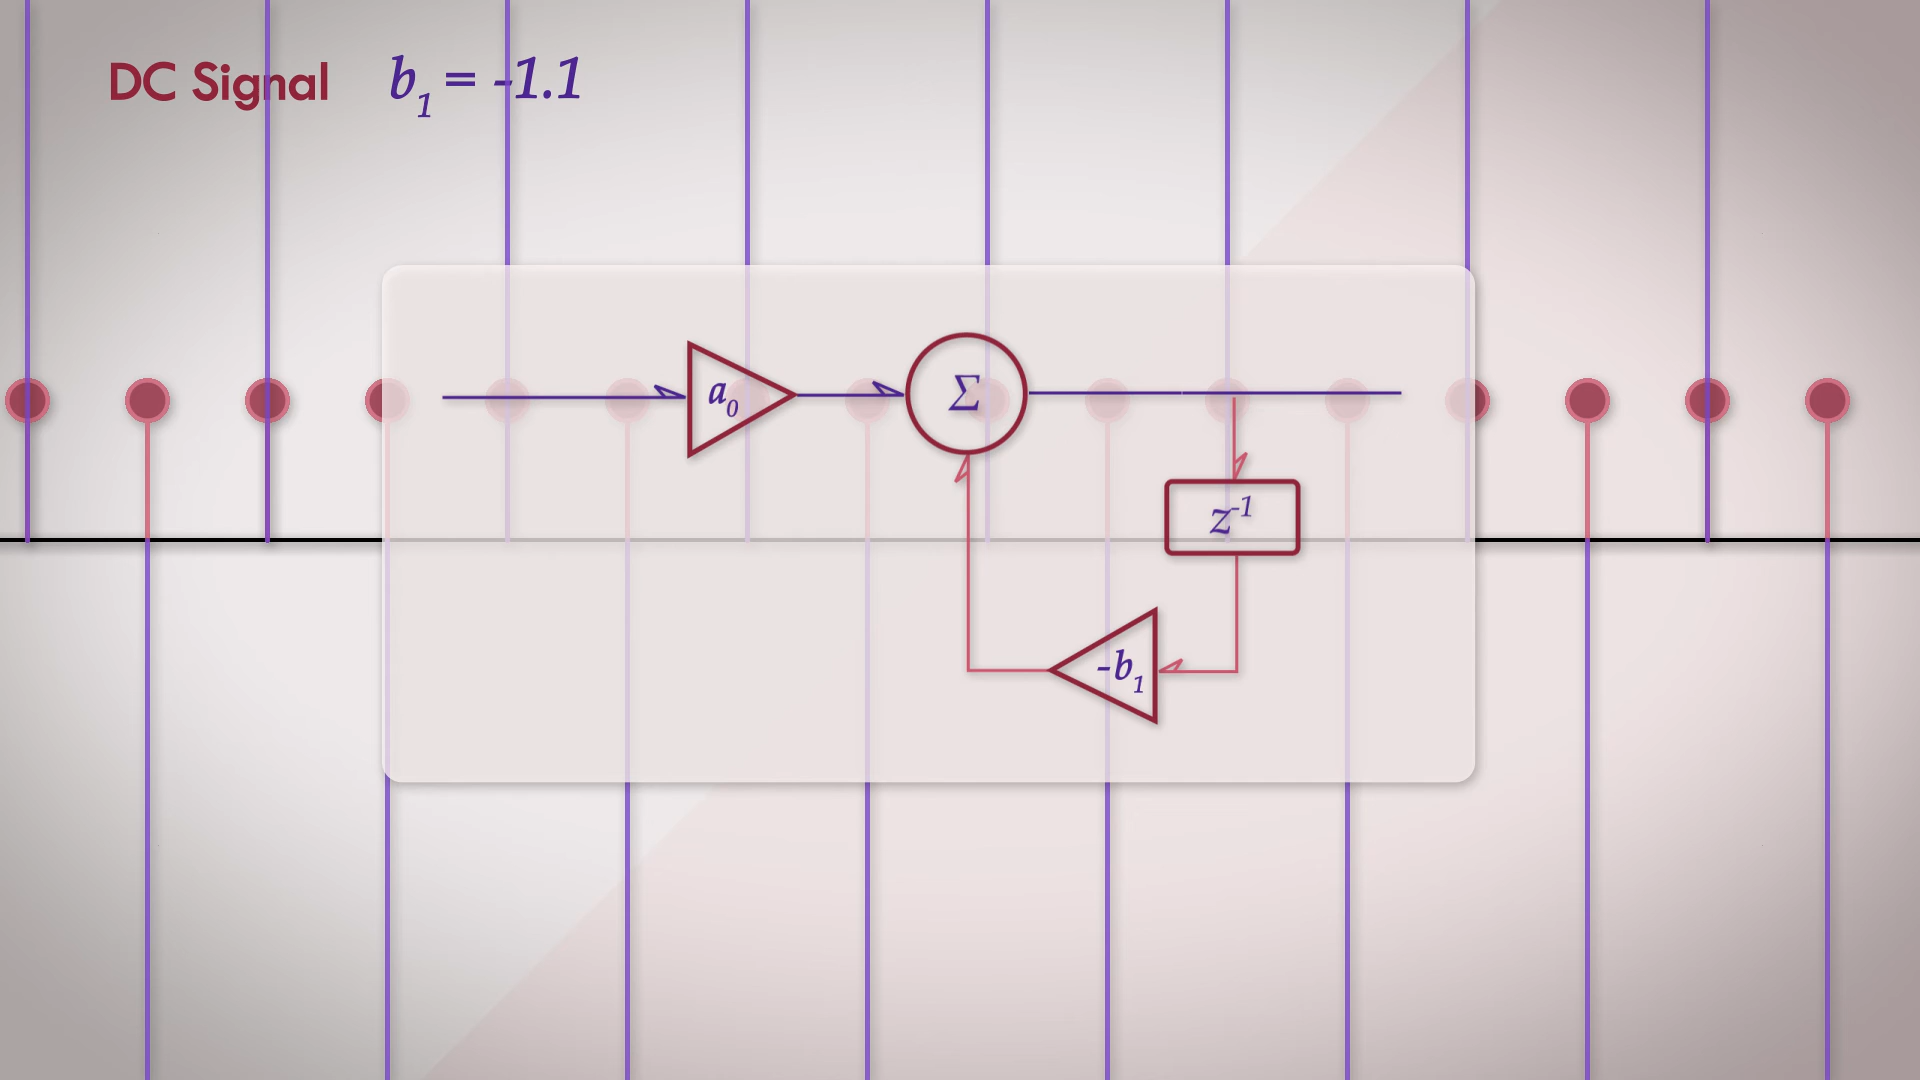 DC Signal b₁ = -1.1
a₀ Σ
z⁻¹
-b₁